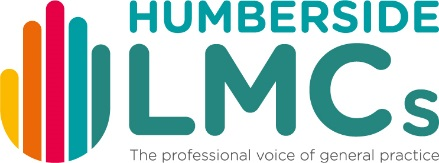 HUMBERSIDE
LMCs
The professional voice of general practice